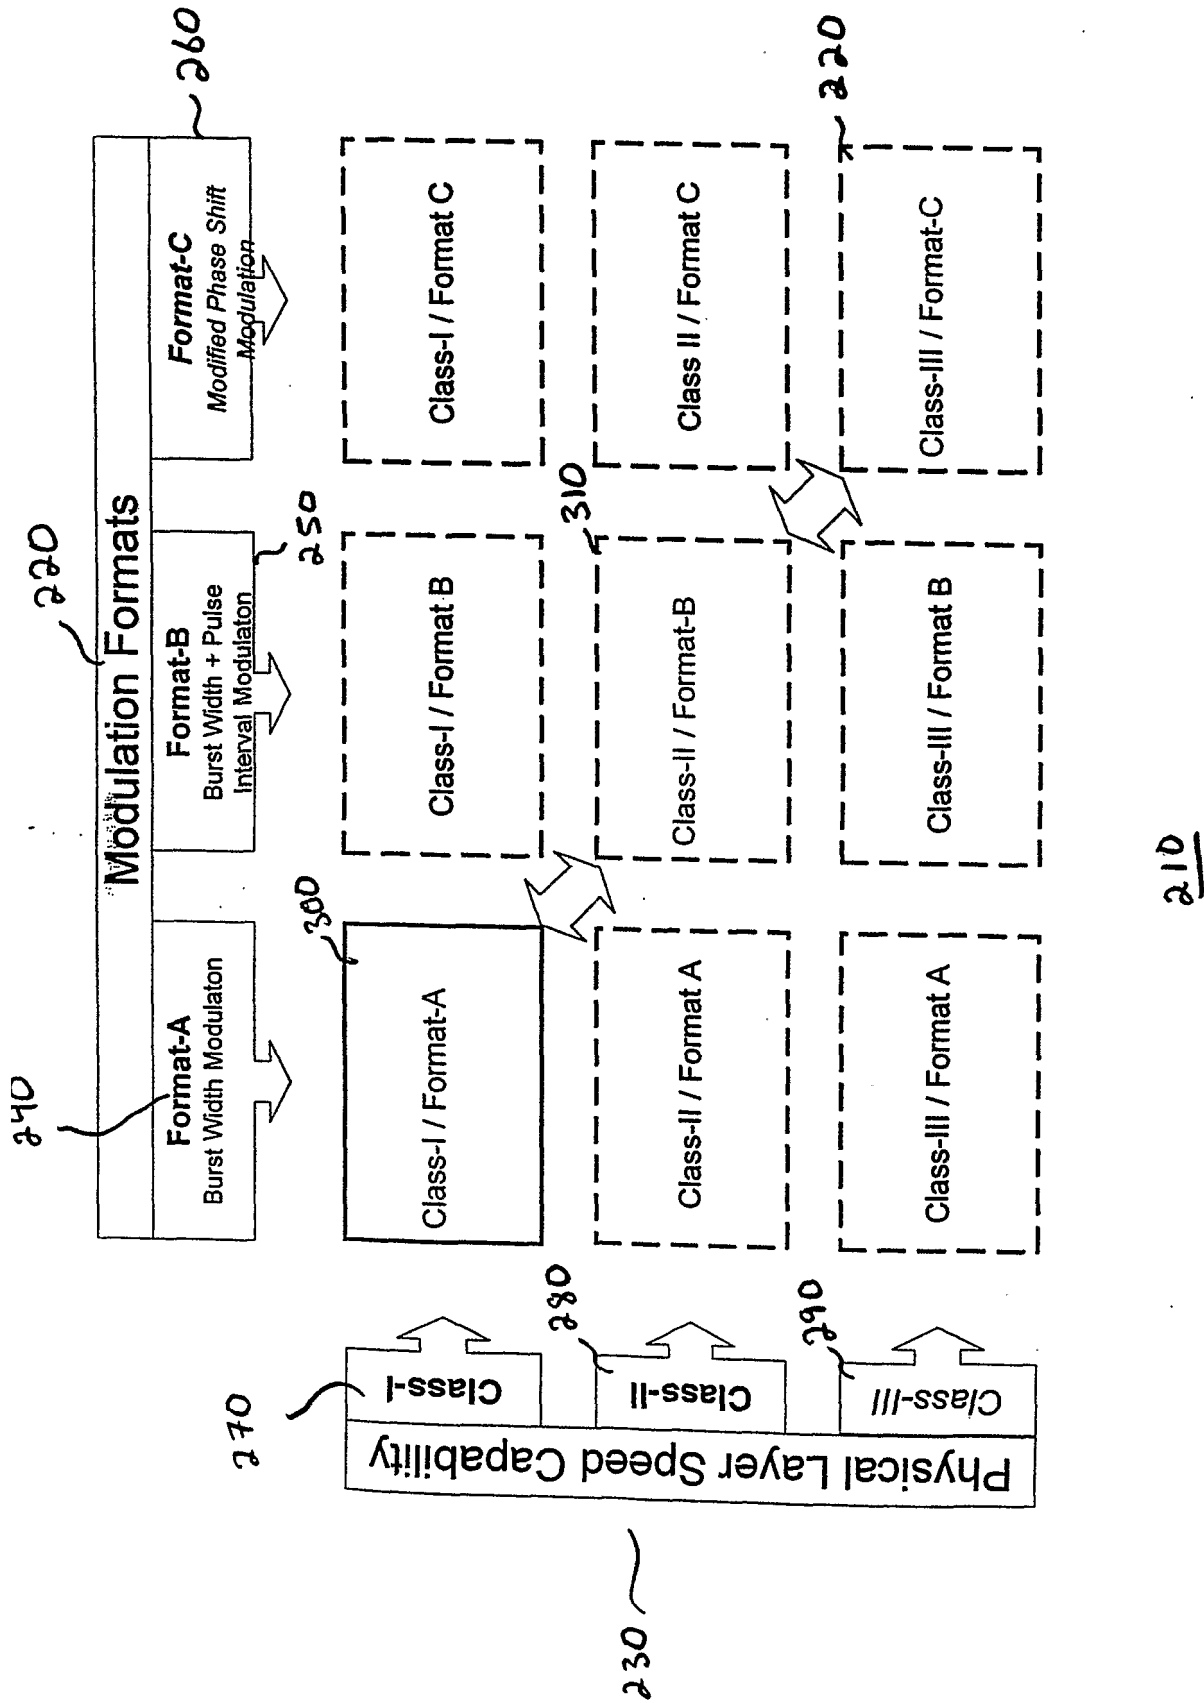 220
Modulation Formats
240
260
Format-A
Burst Width Modulaton
Format-B
Burst Width + Pulse
Interval Modulaton
250
Format-C
Modified Phase Shift
Modulation
230
Physical Layer Speed Capability
270
Class-I
300
Class-I / Format-A
Class-I / Format B
Class-I / Format C
280
Class-II
310
Class-II / Format A
Class-II / Format-B
Class II / Format C
290
Class-III
220
Class-III / Format A
Class-III / Format B
Class-III / Format-C
210